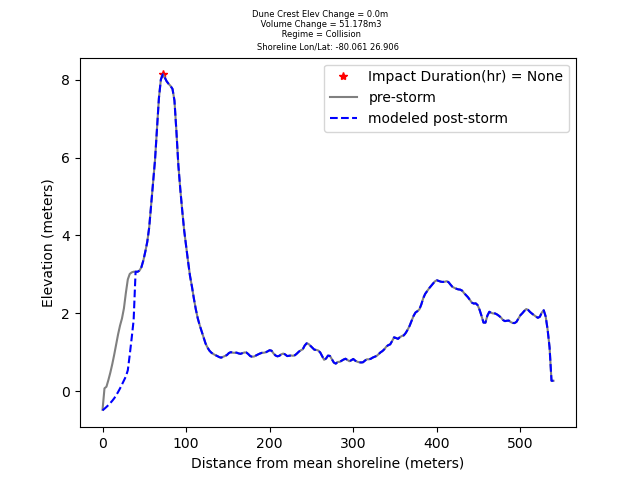 Dune Crest Elev Change = 0.0m
Volume Change = 51.178m3
Regime = Collision
Shoreline Lon/Lat: -80.061 26.906
Impact Duration(hr) = None
pre-storm
modeled post-storm
8
6
4
2
0
Elevation (meters)
0 100 200 300 400 500
Distance from mean shoreline (meters)